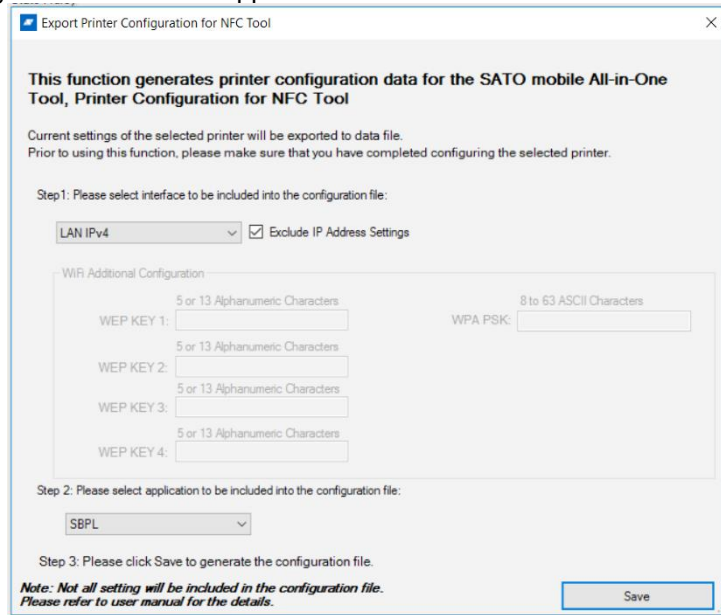 Export Printer Configuration for NFC Tool
This function generates printer configuration data for the SATO mobile All-in-One
Tool, Printer Configuration for NFC Tool
Current settings of the selected printer will be exported to data file.
Prior to using this function, please make sure that you have completed configuring the selected printer.
Step1: Please select interface to be included into the configuration file:
LAN IPv4
Exclude IP Address Settings
WiFi Additional Configuration
5 or 13 Alphanumeric Characters
8 to 63 ASCII Characters
WEP KEY 1:
WPA PSK:
5 or 13 Alphanumeric Characters
WEP KEY 2:
5 or 13 Alphanumeric Characters
WEP KEY 3:
5 or 13 Alphanumeric Characters
WEP KEY 4:
Step 2: Please select application to be included into the configuration file:
SBPL
Step 3: Please click Save to generate the configuration file.
Note: Not all setting will be included in the configuration file.
Please refer to user manual for the details.
Save